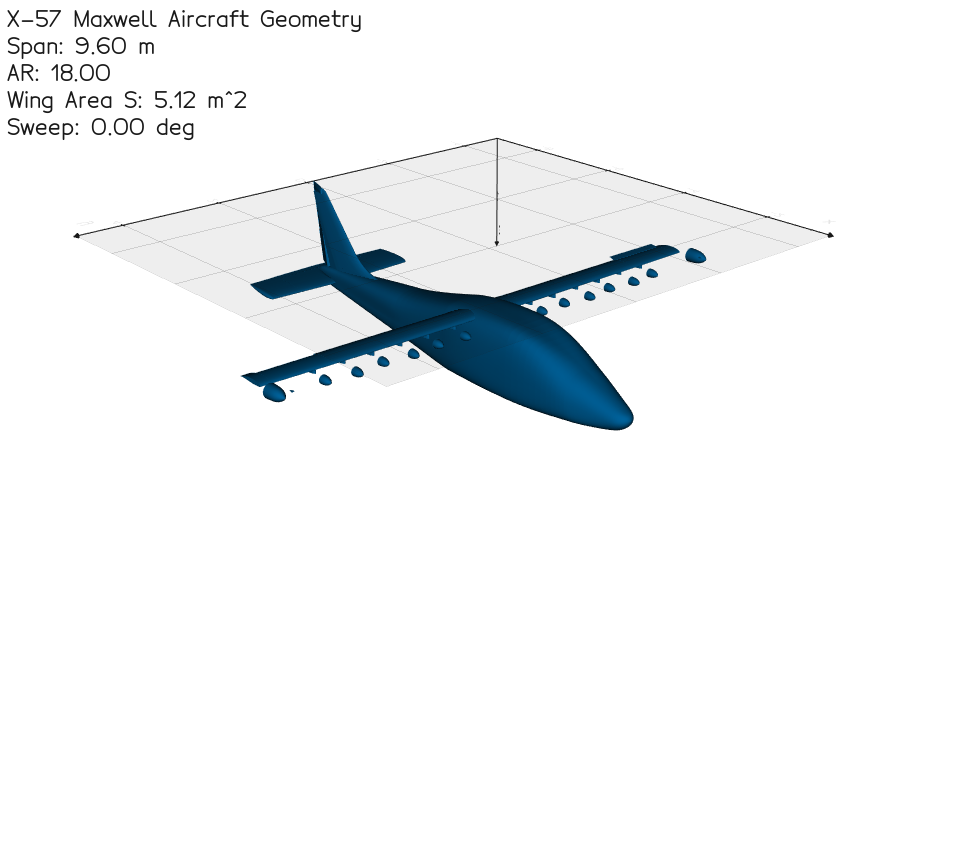 X-57 Maxwell Aircraft Geometry
Span: 9.60 m
AR: 18.00
Wing Area S: 5.12 m^2
Sweep: 0.00 deg